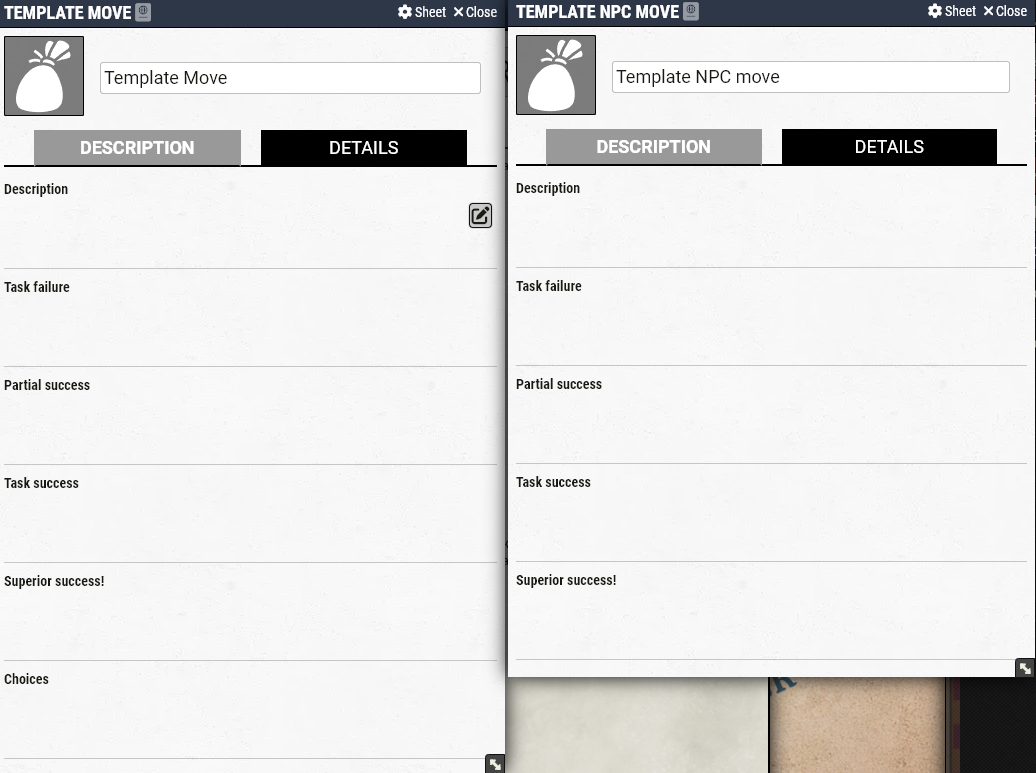 TEMPLATE MOVE
Sheet
Close
Template Move
DESCRIPTION
DETAILS
Description
Task failure
Partial success
Task success
Superior success!
Choices
TEMPLATE NPC MOVE
Sheet
Close
Template NPC move
DESCRIPTION
DETAILS
Description
Task failure
Partial success
Task success
Superior success!